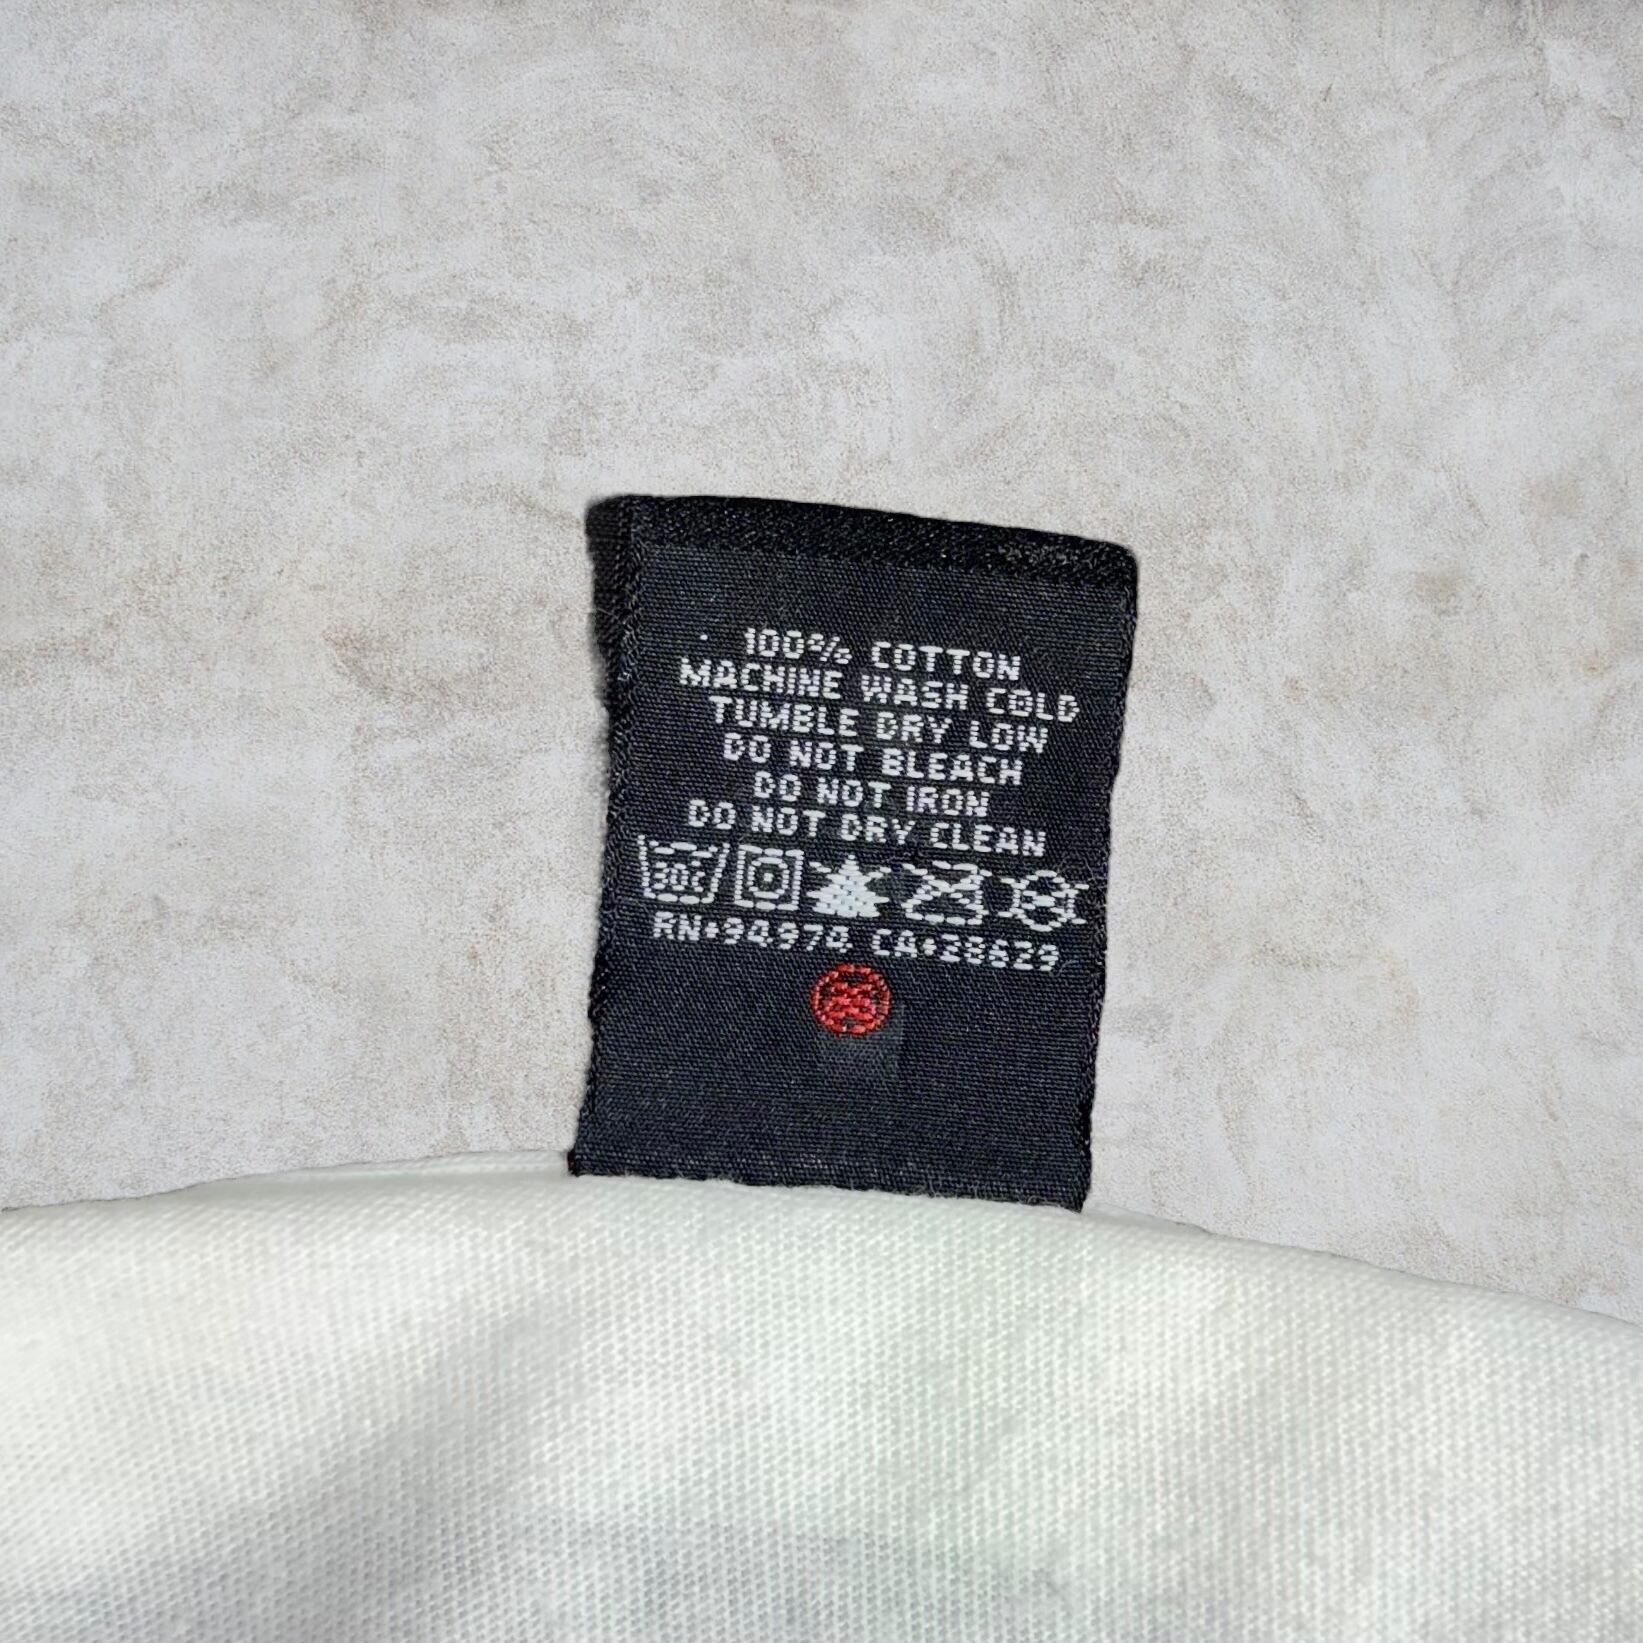 100% COTTON
MACHINE WASH COLD
TUMBLE DRY LOW
DO NOT BLEACH
DO NOT IRON
DO NOT DRY CLEAN
30c
RN•94974 CA•28629